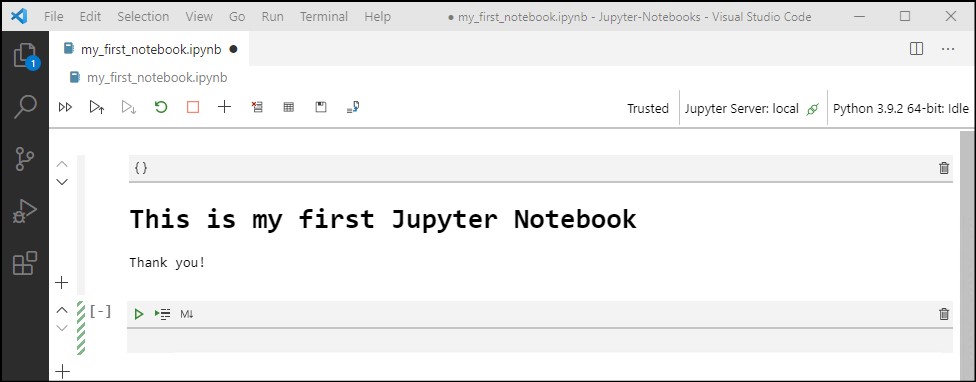 File Edit Selection View Go Run Terminal Help ● my_first_notebook.ipynb - Jupyter-Notebooks - Visual Studio Code
my_first_notebook.ipynb ●
1
my_first_notebook.ipynb
Trusted Jupyter Server: local Python 3.9.2 64-bit: Idle
{}
This is my first Jupyter Notebook
Thank you!
[-] M↓